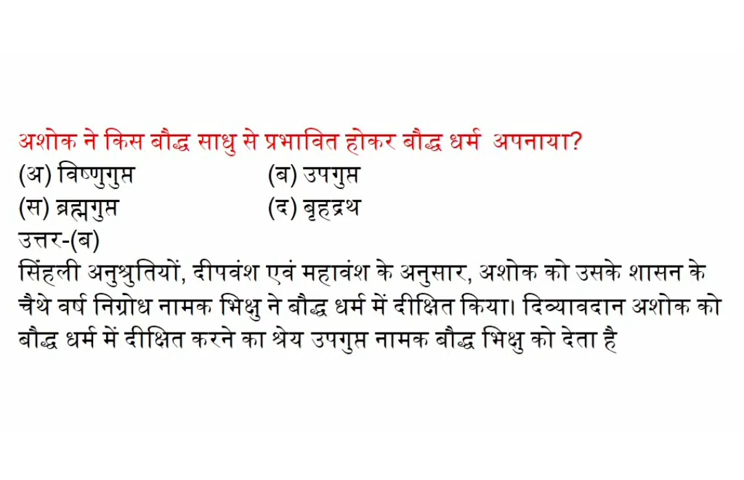 अशोक ने किस बौद्ध साधु से प्रभावित होकर बौद्ध धर्म अपनाया?
(अ) विष्णुगुप्त (ब) उपगुप्त
(स) ब्रह्मगुप्त (द) बृहद्रथ
उत्तर-(ब)
सिंहली अनुश्रुतियों, दीपवंश एवं महावंश के अनुसार, अशोक को उसके शासन के
चैथे वर्ष निग्रोध नामक भिक्षु ने बौद्ध धर्म में दीक्षित किया। दिव्यावदान अशोक को
बौद्ध धर्म में दीक्षित करने का श्रेय उपगुप्त नामक बौद्ध भिक्षु को देता है